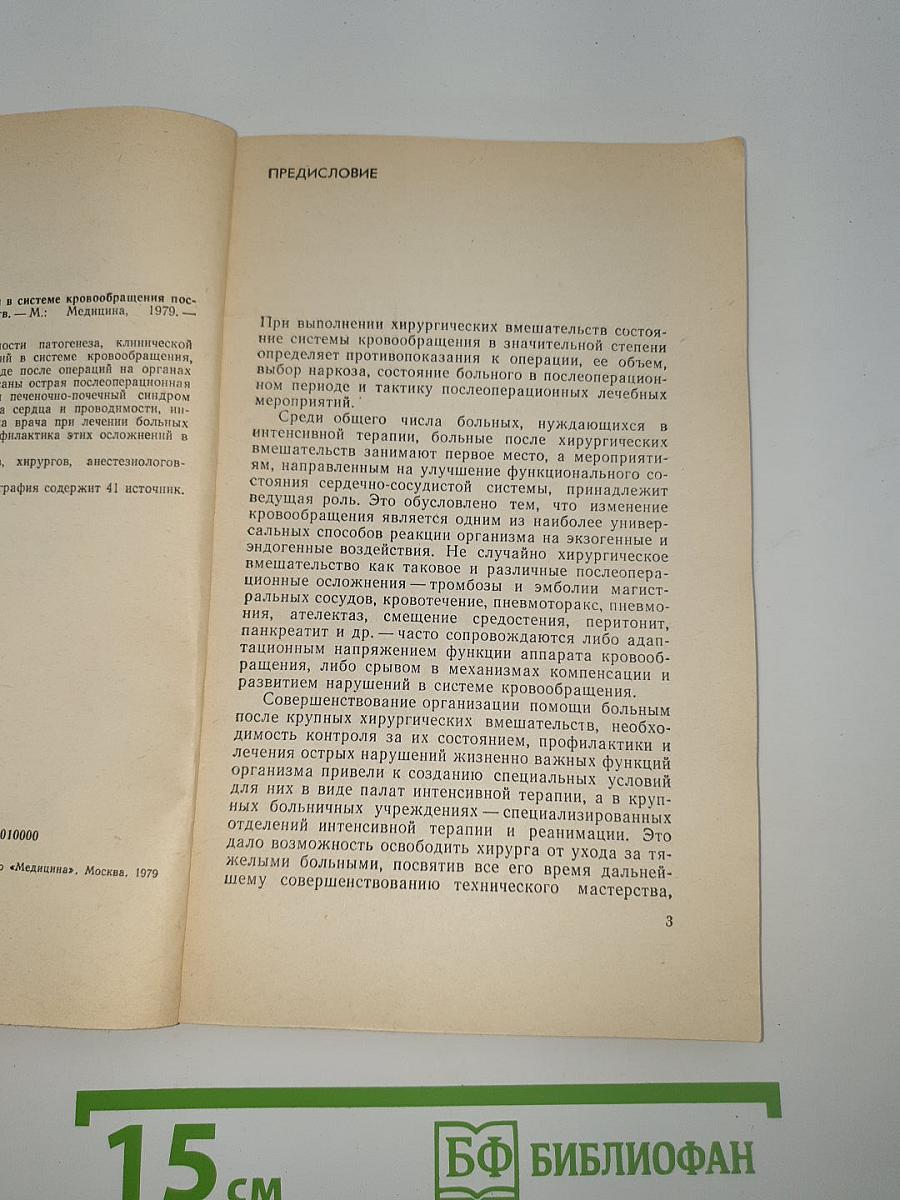 в системе кровообращения пос-
тв. — М.: Медицина, 1979. —
ности патогенеза, клинической
ий в системе кровообращения,
де после операций на органах
саны острая послеоперационная
и печеночно-почечный синдром
а сердца и проводимости, ин-
ка врача при лечении больных
филактика этих осложнений в
в, хирургов, анестезиологов-
графия содержит 41 источник.
010000
о «Медицина». Москва. 1979
ПРЕДИСЛОВИЕ
При выполнении хирургических вмешательств состоя-
ние системы кровообращения в значительной степени
определяет противопоказания к операции, ее объем,
выбор наркоза, состояние больного в послеоперацион-
ном периоде и тактику послеоперационных лечебных
мероприятий.
Среди общего числа больных, нуждающихся в
интенсивной терапии, больные после хирургических
вмешательств занимают первое место, а мероприяти-
ям, направленным на улучшение функционального со-
стояния сердечно-сосудистой системы, принадлежит
ведущая роль. Это обусловлено тем, что изменение
кровообращения является одним из наиболее универ-
сальных способов реакции организма на экзогенные и
эндогенные воздействия. Не случайно хирургическое
вмешательство как таковое и различные послеопера-
ционные осложнения — тромбозы и эмболии магист-
ральных сосудов, кровотечение, пневмоторакс, пневмо-
ния, ателектаз, смещение средостения, перитонит,
панкреатит и др. — часто сопровождаются либо адап-
тационным напряжением функции аппарата кровооб-
ращения, либо срывом в механизмах компенсации и
развитием нарушений в системе кровообращения.
Совершенствование организации помощи больным
после крупных хирургических вмешательств, необхо-
димость контроля за их состоянием, профилактики и
лечения острых нарушений жизненно важных функций
организма привели к созданию специальных условий
для них в виде палат интенсивной терапии, а в круп-
ных больничных учреждениях — специализированных
отделений интенсивной терапии и реанимации. Это
дало возможность освободить хирурга от ухода за тя-
желыми больными, посвятив все его время дальней-
шему совершенствованию технического мастерства,
3
15 см
БФ БИБЛИОФАН